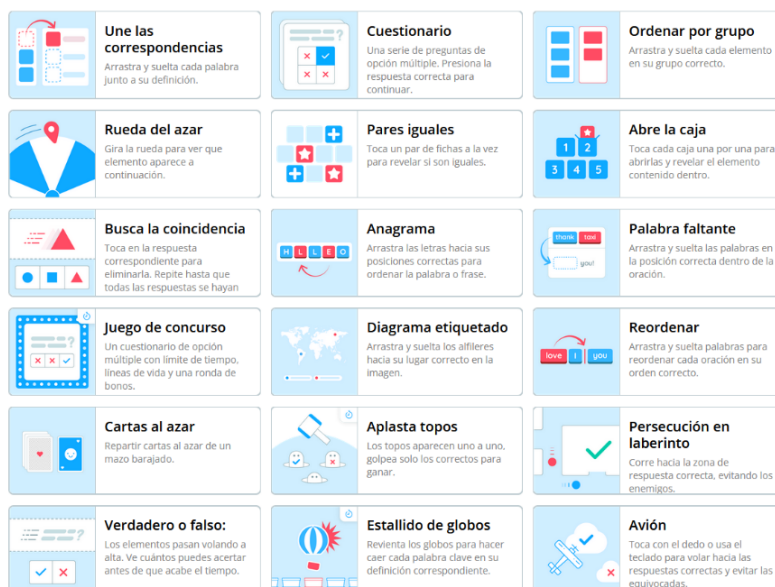 Une las
correspondencias
Arrastra y suelta cada palabra
junto a su definición.
Cuestionario
Una serie de preguntas de
opción múltiple. Presiona la
respuesta correcta para
continuar.
Ordenar por grupo
Arrastra y suelta cada elemento
en su grupo correcto.
Rueda del azar
Gira la rueda para ver que
elemento aparece a
continuación.
Pares iguales
Toca un par de fichas a la vez
para revelar si son iguales.
1 2
3 4 5
Abre la caja
Toca cada caja una por una para
abrirlas y revelar el elemento
contenido dentro.
Busca la coincidencia
Toca en la respuesta
correspondiente para
eliminarla. Repite hasta que
todas las respuestas se hayan
H L L E O
Anagrama
Arrastra las letras hacia sus
posiciones correctas para
ordenar la palabra o frase.
thank taxi
you!
Palabra faltante
Arrastra y suelta las palabras en
la posición correcta dentro de la
oración.
?
Juego de concurso
Un cuestionario de opción
múltiple con límite de tiempo,
líneas de vida y una ronda de
bonos.
Diagrama etiquetado
Arrastra y suelta los alfileres
hacia su lugar correcto en la
imagen.
love I you
Reordenar
Arrastra y suelta palabras para
reordenar cada oración en su
orden correcto.
Cartas al azar
Repartir cartas al azar de un
mazo barajado.
Aplasta topos
Los topos aparecen uno a uno,
golpea solo los correctos para
ganar.
Persecución en
laberinto
Corre hacia la zona de
respuesta correcta, evitando los
enemigos.
?
Verdadero o falso:
Los elementos pasan volando a
alta. Ve cuántos puedes acertar
antes de que acabe el tiempo.
Estallido de globos
Revienta los globos para hacer
caer cada palabra clave en su
definición correspondiente.
Avión
Toca con el dedo o usa el
teclado para volar hacia las
respuestas correctas y evitar las
equivocadas.